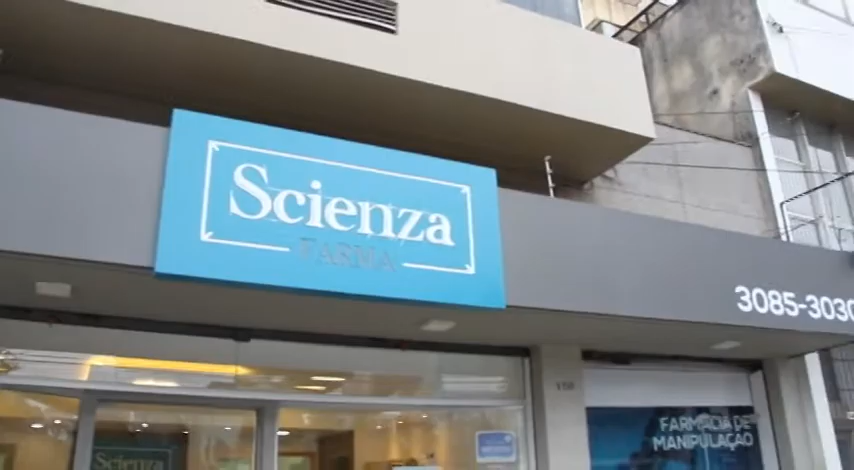 Scienza
FARMA
3085-3030
FARMÁCIA DE
MANIPULAÇÃO
Scienza